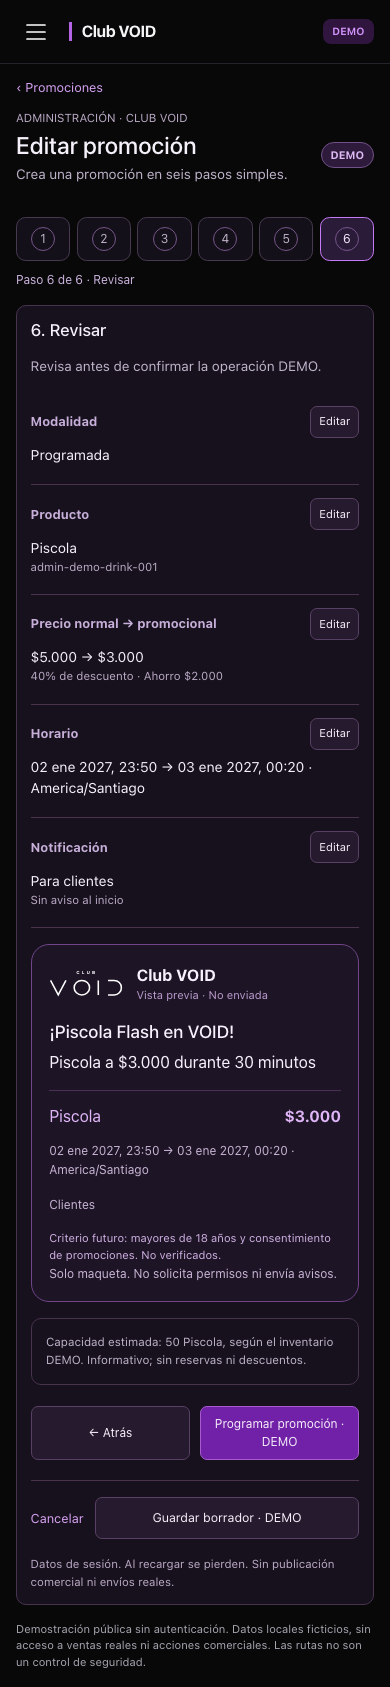 Club VOID
DEMO
‹ Promociones
ADMINISTRACIÓN · CLUB VOID
Editar promoción
DEMO
Crea una promoción en seis pasos simples.
1 2 3 4 5 6
Paso 6 de 6 · Revisar
6. Revisar
Revisa antes de confirmar la operación DEMO.
Modalidad
Editar
Programada
Producto
Editar
Piscola
admin-demo-drink-001
Precio normal → promocional
Editar
$5.000 → $3.000
40% de descuento · Ahorro $2.000
Horario
Editar
02 ene 2027, 23:50 → 03 ene 2027, 00:20 ·
America/Santiago
Notificación
Editar
Para clientes
Sin aviso al inicio
CLUB
VOID
Club VOID
Vista previa · No enviada
¡Piscola Flash en VOID!
Piscola a $3.000 durante 30 minutos
Piscola
$3.000
02 ene 2027, 23:50 → 03 ene 2027, 00:20 ·
America/Santiago
Clientes
Criterio futuro: mayores de 18 años y consentimiento
de promociones. No verificados.
Solo maqueta. No solicita permisos ni envía avisos.
Capacidad estimada: 50 Piscola, según el inventario
DEMO. Informativo; sin reservas ni descuentos.
← Atrás
Programar promoción ·
DEMO
Cancelar
Guardar borrador · DEMO
Datos de sesión. Al recargar se pierden. Sin publicación
comercial ni envíos reales.
Demostración pública sin autenticación. Datos locales ficticios, sin
acceso a ventas reales ni acciones comerciales. Las rutas no son
un control de seguridad.